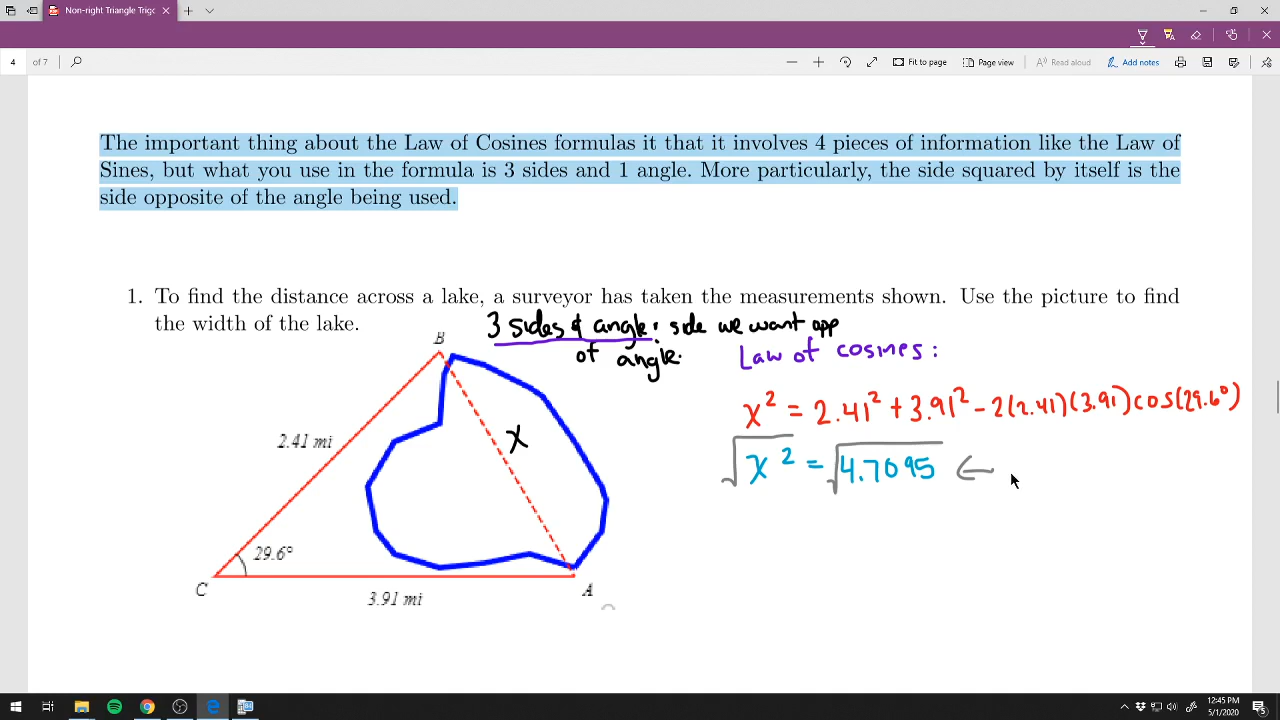 Non-right Triangle Trig
4 of 7
Fit to page
Page view
Read aloud
Add notes
The important thing about the Law of Cosines formulas it that it involves 4 pieces of information like the Law of
Sines, but what you use in the formula is 3 sides and 1 angle. More particularly, the side squared by itself is the
side opposite of the angle being used.
1. To find the distance across a lake, a surveyor has taken the measurements shown. Use the picture to find
the width of the lake.
3 sides & angle: side we want opp
of angle.
Law of cosines:
x² = 2.41² + 3.91² - 2(2.41)(3.91)cos(29.6°)
√x² = √4.7095 ←
B
2.41 mi
x
29.6°
C
A
3.91 mi
12:45 PM
5/1/2020